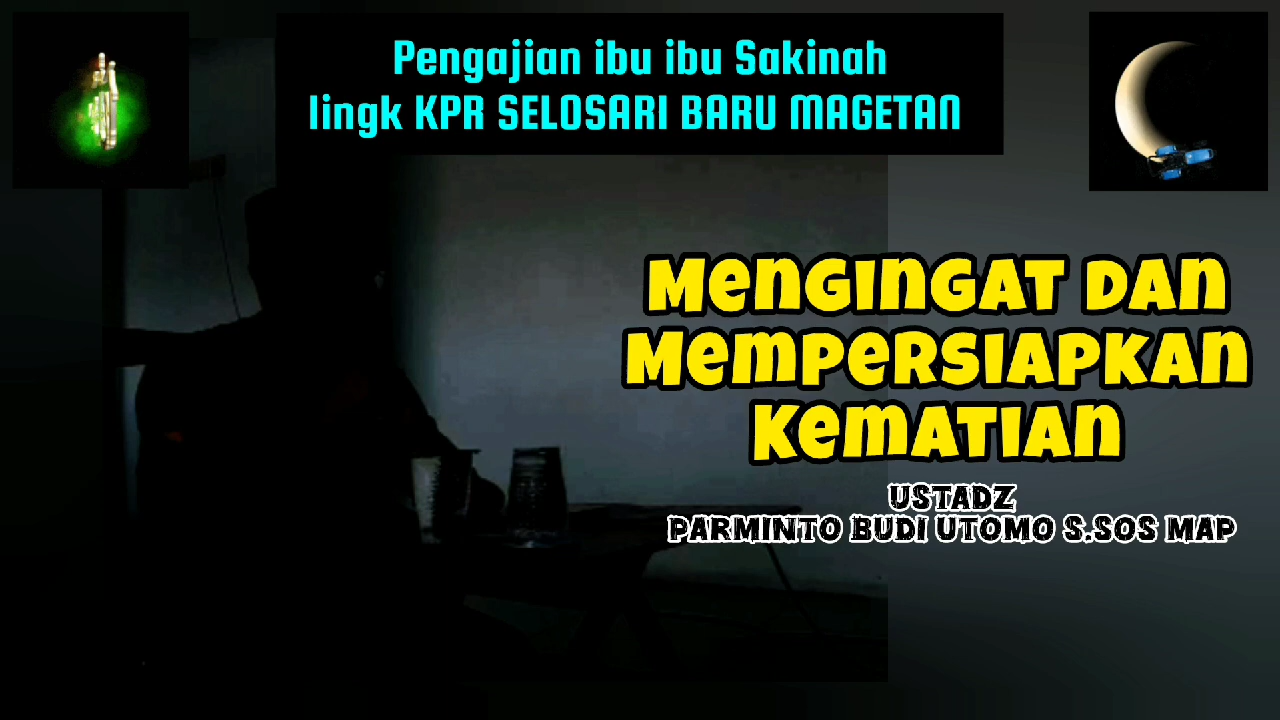 Pengajian ibu ibu Sakinah
lingk KPR SELOSARI BARU MAGETAN
Mengingat dan
Mempersiapkan
Kematian
USTADZ
PARMINTO BUDI UTOMO S.SOS MAP